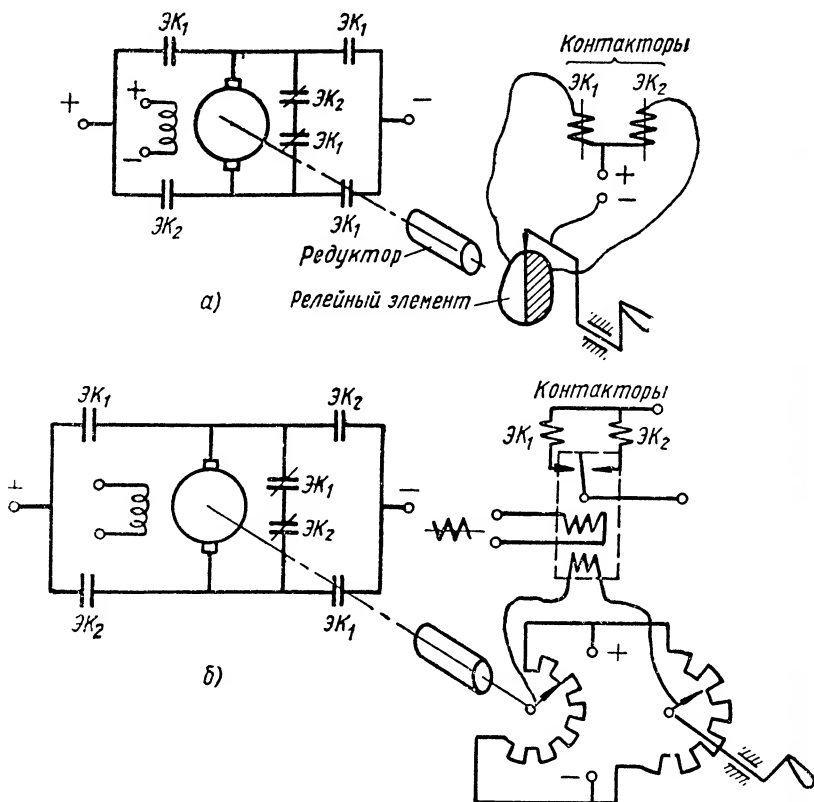 ЭК₁ ЭК₁
Контакторы
ЭК₁ ЭК₂
+ + ЭК₂ −
− ЭК₁
+
−
ЭК₂ ЭК₁
Редуктор
а) Релейный элемент
Контакторы
ЭК₁ ЭК₂
ЭК₁ ЭК₂
+ ЭК₁ −
ЭК₂
ЭК₂ ЭК₁
+
б)
−